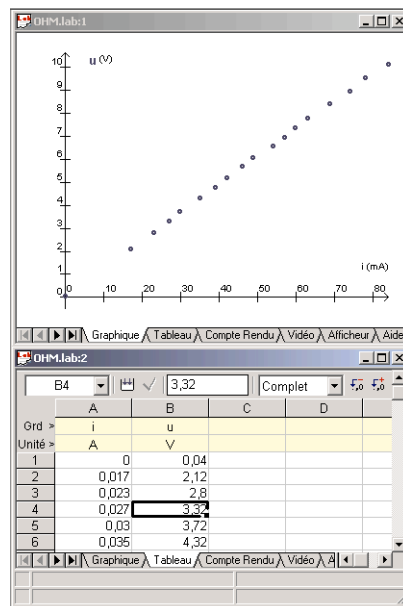 OHM.lab:1
u (V)
10
9
8
7
6
5
4
3
2
1
0
i (mA)
0 10 20 30 40 50 60 70 80
Graphique Tableau Compte Rendu Vidéo Afficheur Aide
OHM.lab:2
B4 3,32 Complet
A B C D
Grd > i u
Unité > A V
1 0 0,04
2 0,017 2,12
3 0,023 2,8
4 0,027 3,32
5 0,03 3,72
6 0,035 4,32
Graphique Tableau Compte Rendu Vidéo A